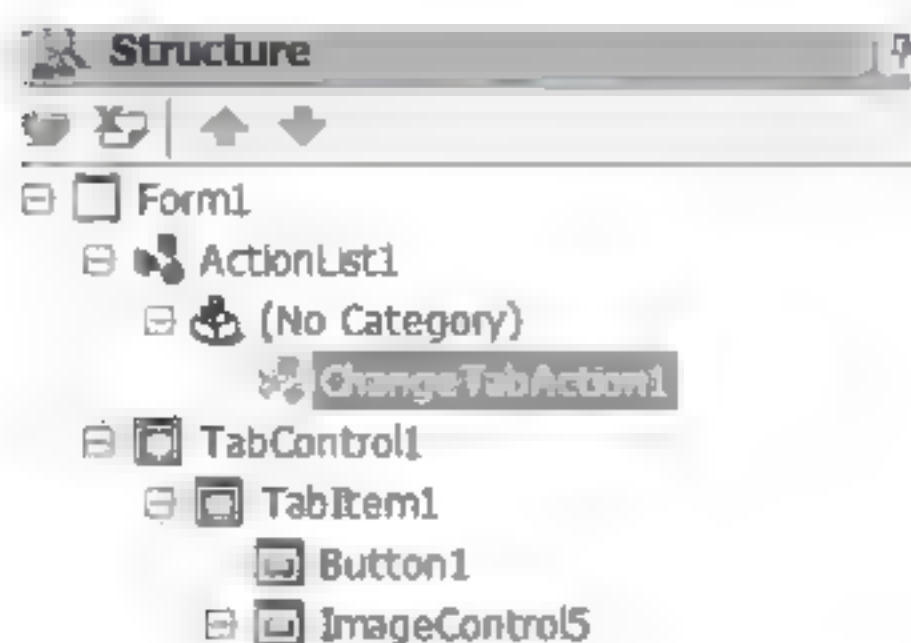 Structure
Form1
ActionList1
(No Category)
ChangeTabAction1
TabControl1
TabItem1
Button1
ImageControl5